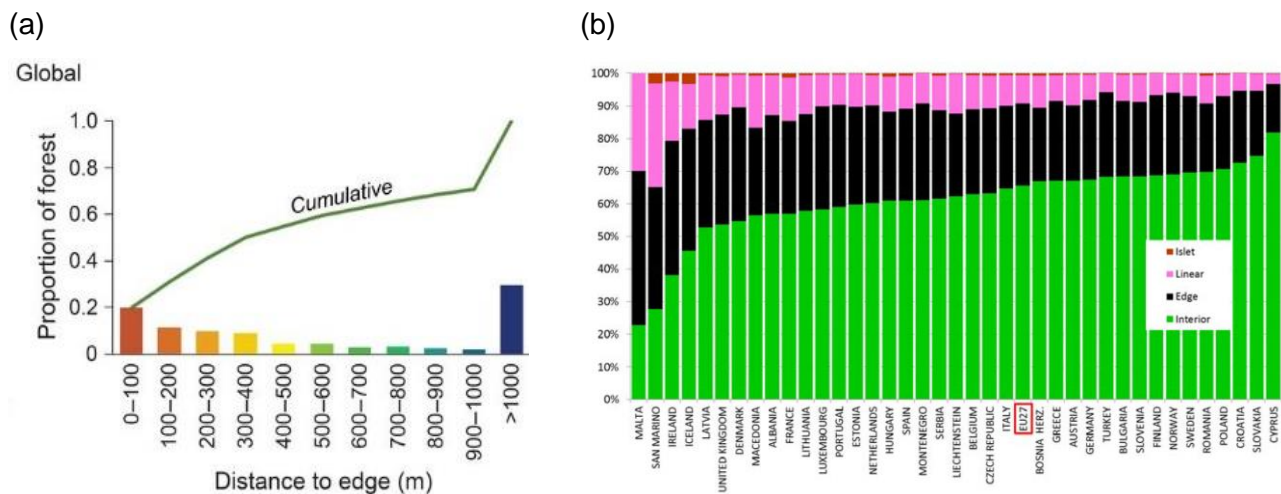 (a)
Global
1.0
0.8
0.6
0.4
0.2
0
Proportion of forest
Cumulative
0–100
100–200
200–300
300–400
400–500
500–600
600–700
700–800
800–900
900–1000
>1000
Distance to edge (m)
(b)
100%
90%
80%
70%
60%
50%
40%
30%
20%
10%
0%
Islet
Linear
Edge
Interior
MALTA
SAN MARINO
IRELAND
ICELAND
LATVIA
UNITED KINGDOM
DENMARK
MACEDONIA
ALBANIA
FRANCE
LITHUANIA
LUXEMBOURG
PORTUGAL
ESTONIA
NETHERLANDS
HUNGARY
SPAIN
MONTENEGRO
SERBIA
LIECHTENSTEIN
BELGIUM
CZECH REPUBLIC
ITALY
EU27
BOSNIA HERZ.
GREECE
AUSTRIA
GERMANY
TURKEY
BULGARIA
SLOVENIA
FINLAND
NORWAY
SWEDEN
ROMANIA
POLAND
CROATIA
SLOVAKIA
CYPRUS